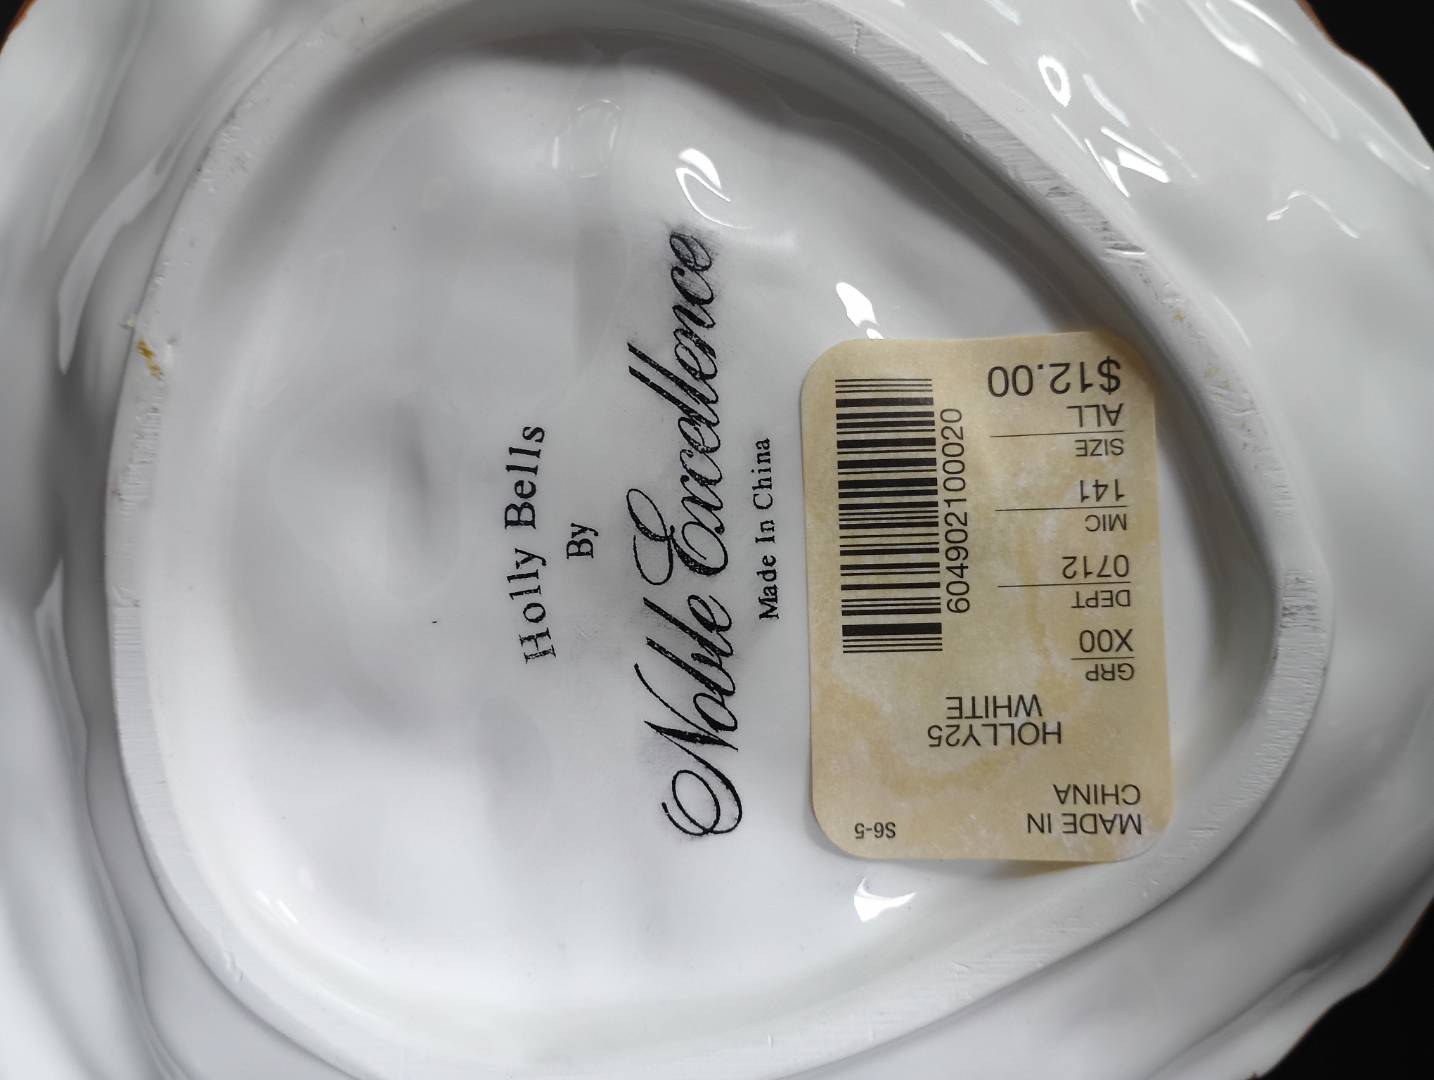 Holly Bells
By
Noble Excellence
Made In China
MADE IN
CHINA
S6-5
HOLLY25
WHITE
GRP
X00
DEPT
0712
MIC
141
SIZE
ALL
$12.00
604902100020